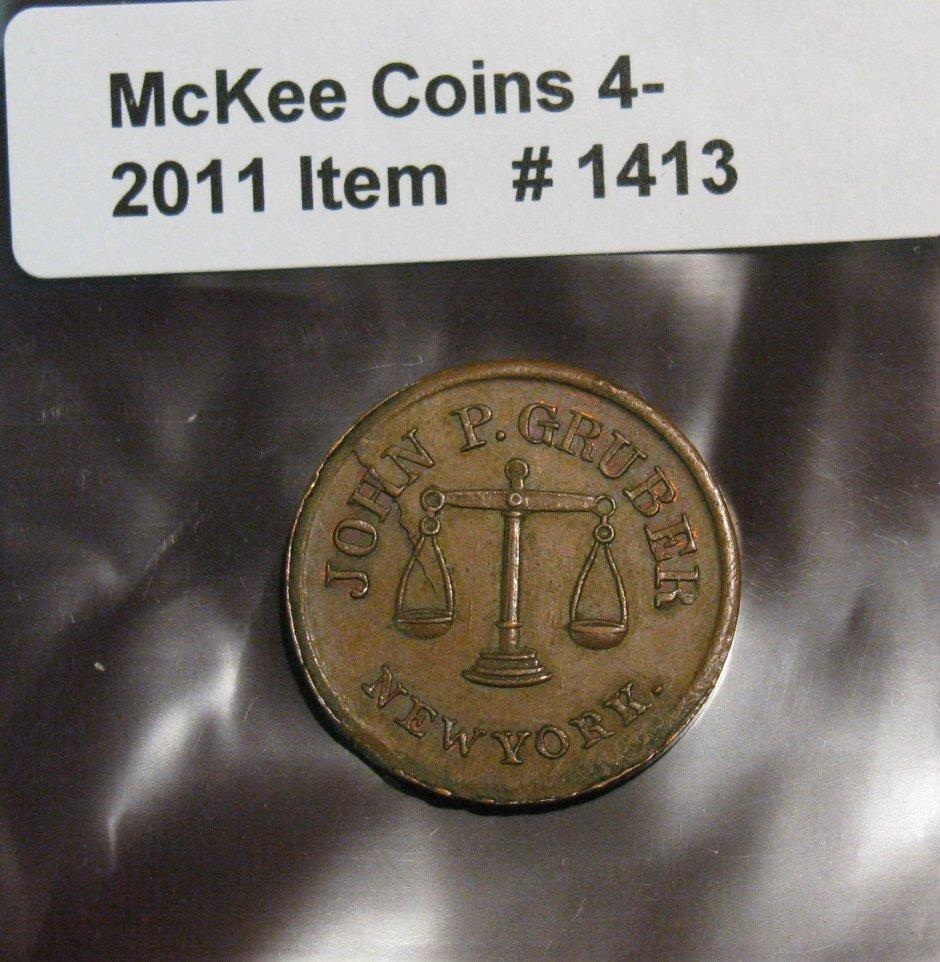 McKee Coins 4-
2011 Item # 1413
JOHN P. GRUBER
NEW YORK.